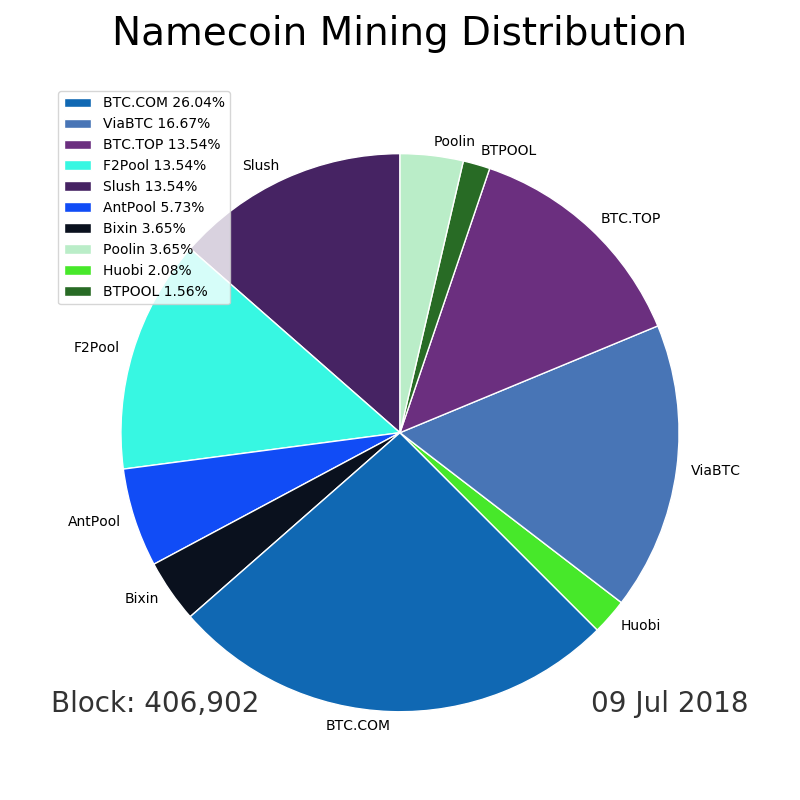 Namecoin Mining Distribution
BTC.COM 26.04%
ViaBTC 16.67%
BTC.TOP 13.54%
F2Pool 13.54%
Slush 13.54%
AntPool 5.73%
Bixin 3.65%
Poolin 3.65%
Huobi 2.08%
BTPOOL 1.56%
Poolin
BTPOOL
Slush
BTC.TOP
F2Pool
ViaBTC
AntPool
Bixin
Huobi
BTC.COM
Block: 406,902
09 Jul 2018